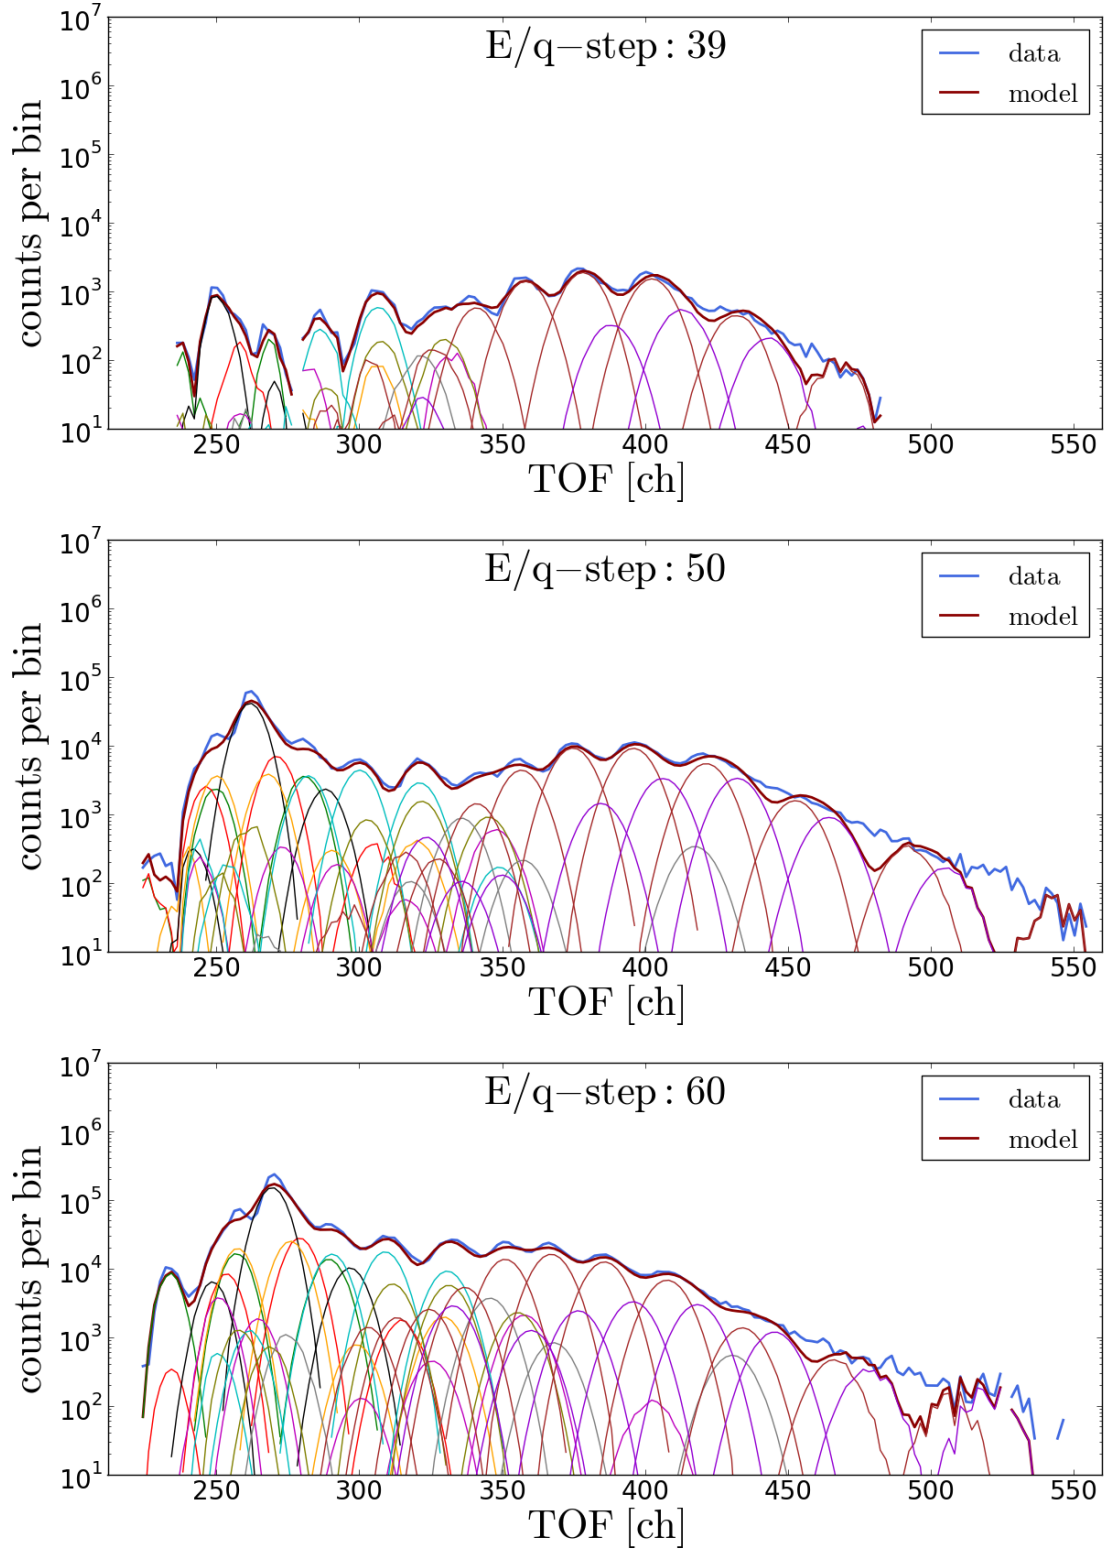 E/q−step: 39
data
model
counts per bin
10^7
10^6
10^5
10^4
10^3
10^2
10^1
250 300 350 400 450 500 550
TOF [ch]
E/q−step: 50
data
model
counts per bin
10^7
10^6
10^5
10^4
10^3
10^2
10^1
250 300 350 400 450 500 550
TOF [ch]
E/q−step: 60
data
model
counts per bin
10^7
10^6
10^5
10^4
10^3
10^2
10^1
250 300 350 400 450 500 550
TOF [ch]